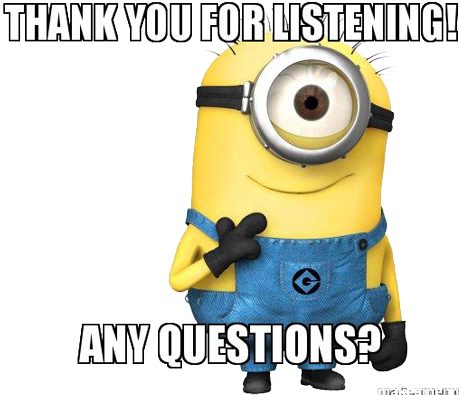 THANK YOU FOR LISTENING!
ANY QUESTIONS?